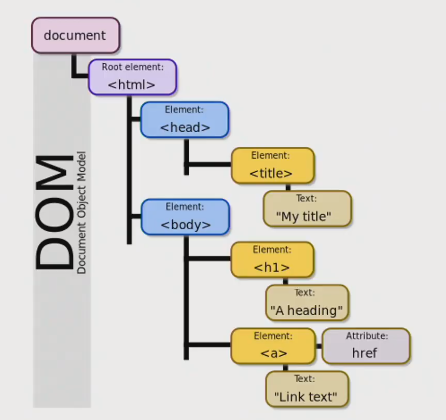 document
Root element:
<html>
Element:
<head>
Element:
<title>
Text:
"My title"
DOM
Document Object Model
Element:
<body>
Element:
<h1>
Text:
"A heading"
Element:
<a>
Attribute:
href
Text:
"Link text"